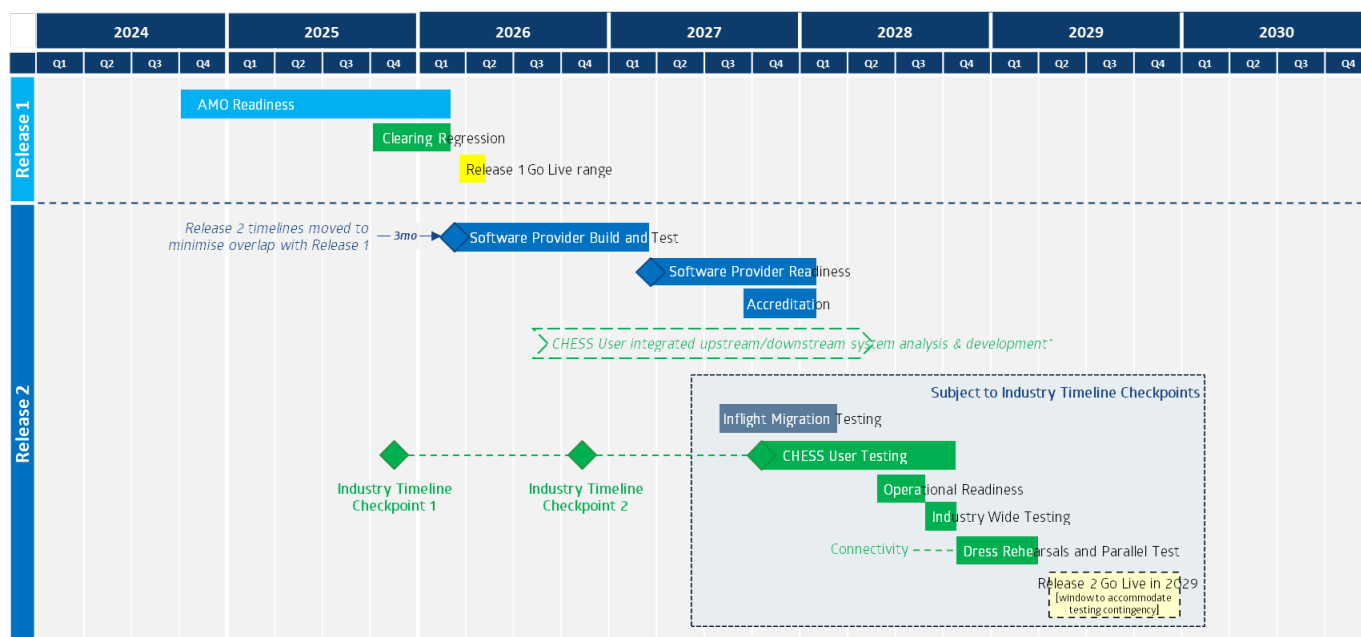 2024 2025 2026 2027 2028 2029 2030
Q1 Q2 Q3 Q4 Q1 Q2 Q3 Q4 Q1 Q2 Q3 Q4 Q1 Q2 Q3 Q4 Q1 Q2 Q3 Q4 Q1 Q2 Q3 Q4 Q1 Q2 Q3 Q4
Release 1
AMO Readiness
Clearing Regression
Release 1 Go Live range
Release 2
Release 2 timelines moved to
minimise overlap with Release 1
3mo
Software Provider Build and Test
Software Provider Readiness
Accreditation
CHESS User integrated upstream/downstream system analysis & development*
Subject to Industry Timeline Checkpoints
Inflight Migration Testing
CHESS User Testing
Industry Timeline
Checkpoint 1
Industry Timeline
Checkpoint 2
Operational Readiness
Industry Wide Testing
Connectivity
Dress Rehearsals and Parallel Test
Release 2 Go Live in 2029
[window to accommodate
testing contingency]